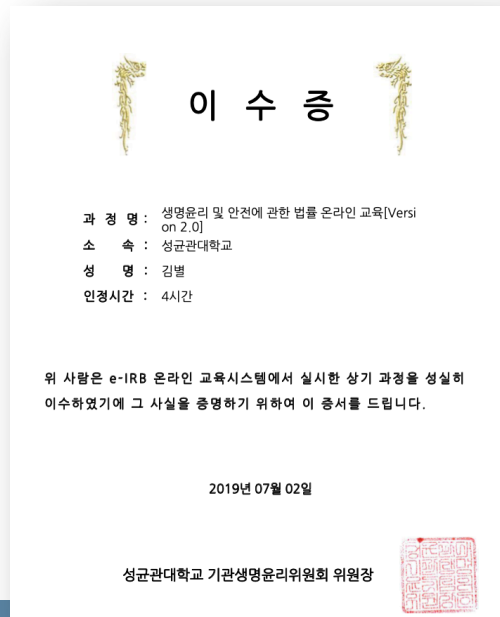 이 수 증
과 정 명 : 생명윤리 및 안전에 관한 법률 온라인 교육[Versi
on 2.0]
소 속 : 성균관대학교
성 명 : 김별
인정시간 : 4시간
위 사람은 e-IRB 온라인 교육시스템에서 실시한 상기 과정을 성실히
이수하였기에 그 사실을 증명하기 위하여 이 증서를 드립니다.
2019년 07월 02일
성균관대학교 기관생명윤리위원회 위원장